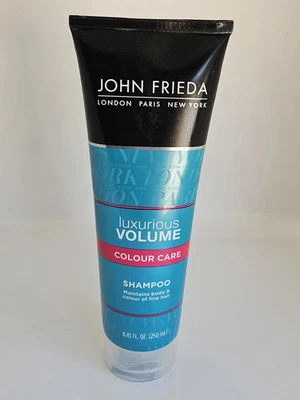 JOHN FRIEDA
LONDON PARIS NEW YORK
luxurious
VOLUME
COLOUR CARE
SHAMPOO
Maintains body &
colour of fine hair
8.45 FL. OZ. (250 mL)